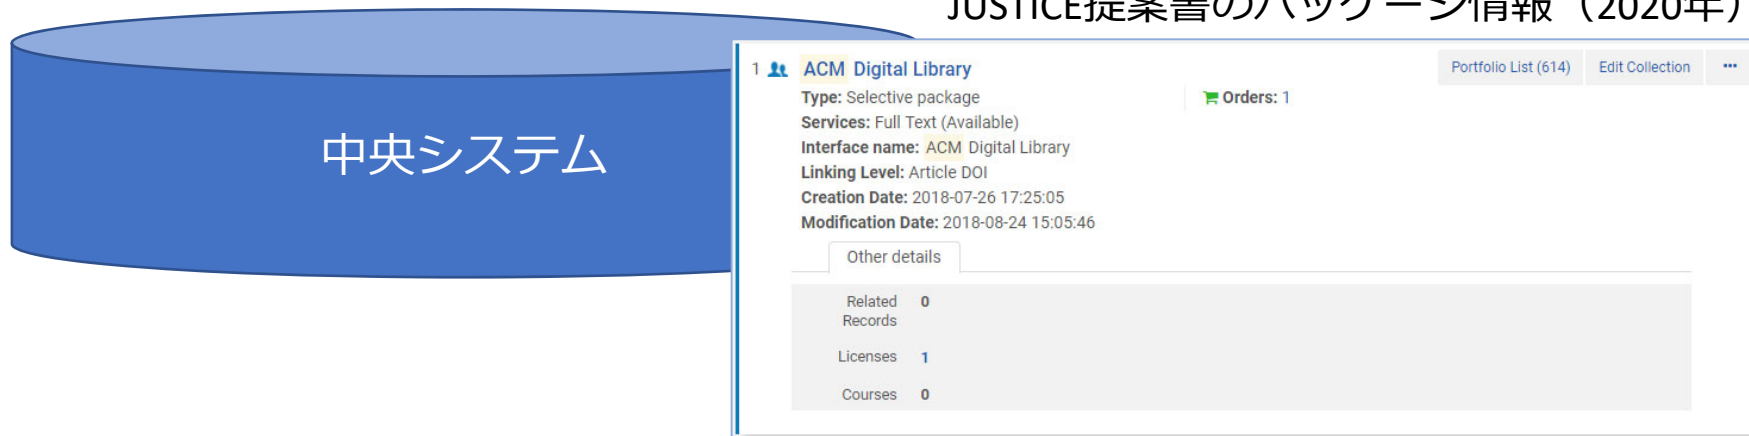 JUSTICE提案書のパッケージ情報（2020年）
中央システム
1 ACM Digital Library
Portfolio List (614) Edit Collection ...
Type: Selective package
Orders: 1
Services: Full Text (Available)
Interface name: ACM Digital Library
Linking Level: Article DOI
Creation Date: 2018-07-26 17:25:05
Modification Date: 2018-08-24 15:05:46
Other details
Related 0
Records
Licenses 1
Courses 0